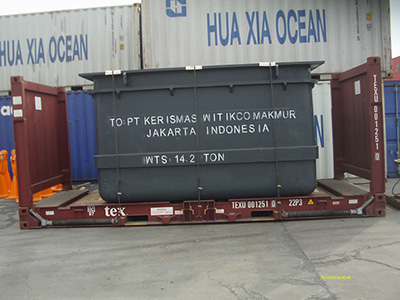 HUA XIA OCEAN
HUA XIA OCEAN
TO:PT KERISMAS WITIKCO MAKMUR
JAKARTA INDONESIA
WTS:14.2 TON
tex
TEXU 001251 0
22P3
TEXU 001251 0